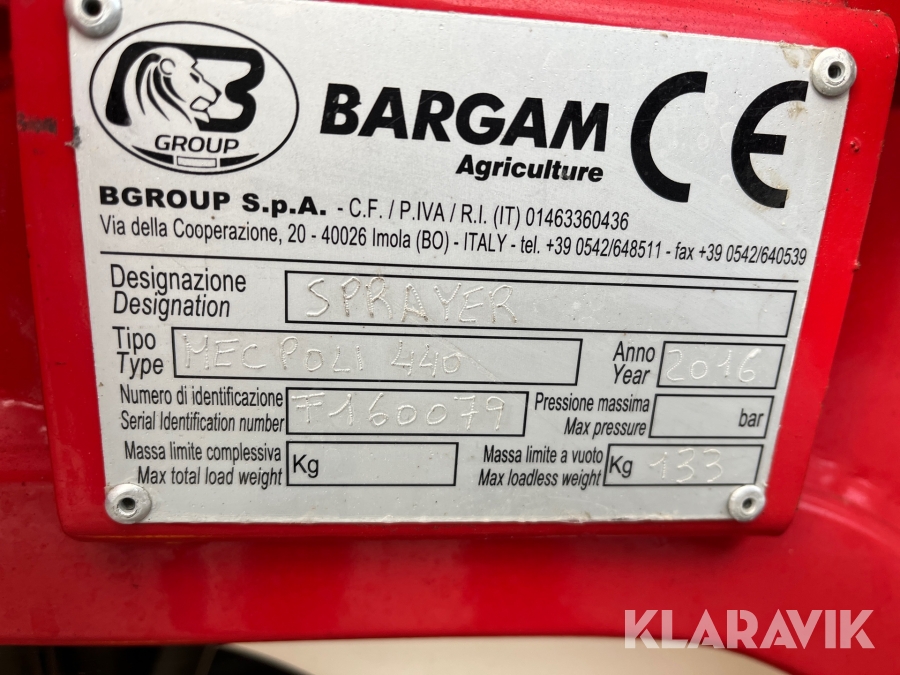 B
GROUP
BARGAM
Agriculture
CE
BGROUP S.p.A. - C.F. / P.IVA / R.I. (IT) 01463360436
Via della Cooperazione, 20 - 40026 Imola (BO) - ITALY - tel. +39 0542/648511 - fax +39 0542/640539
Designazione
Designation
SPRAYER
Tipo
Type
MEC POLI 440
Anno
Year
2016
Numero di identificazione
Serial Identification number
F160079
Pressione massima
Max pressure
bar
Massa limite complessiva
Max total load weight
Kg
Massa limite a vuoto
Max loadless weight
Kg 133
KLARAVIK